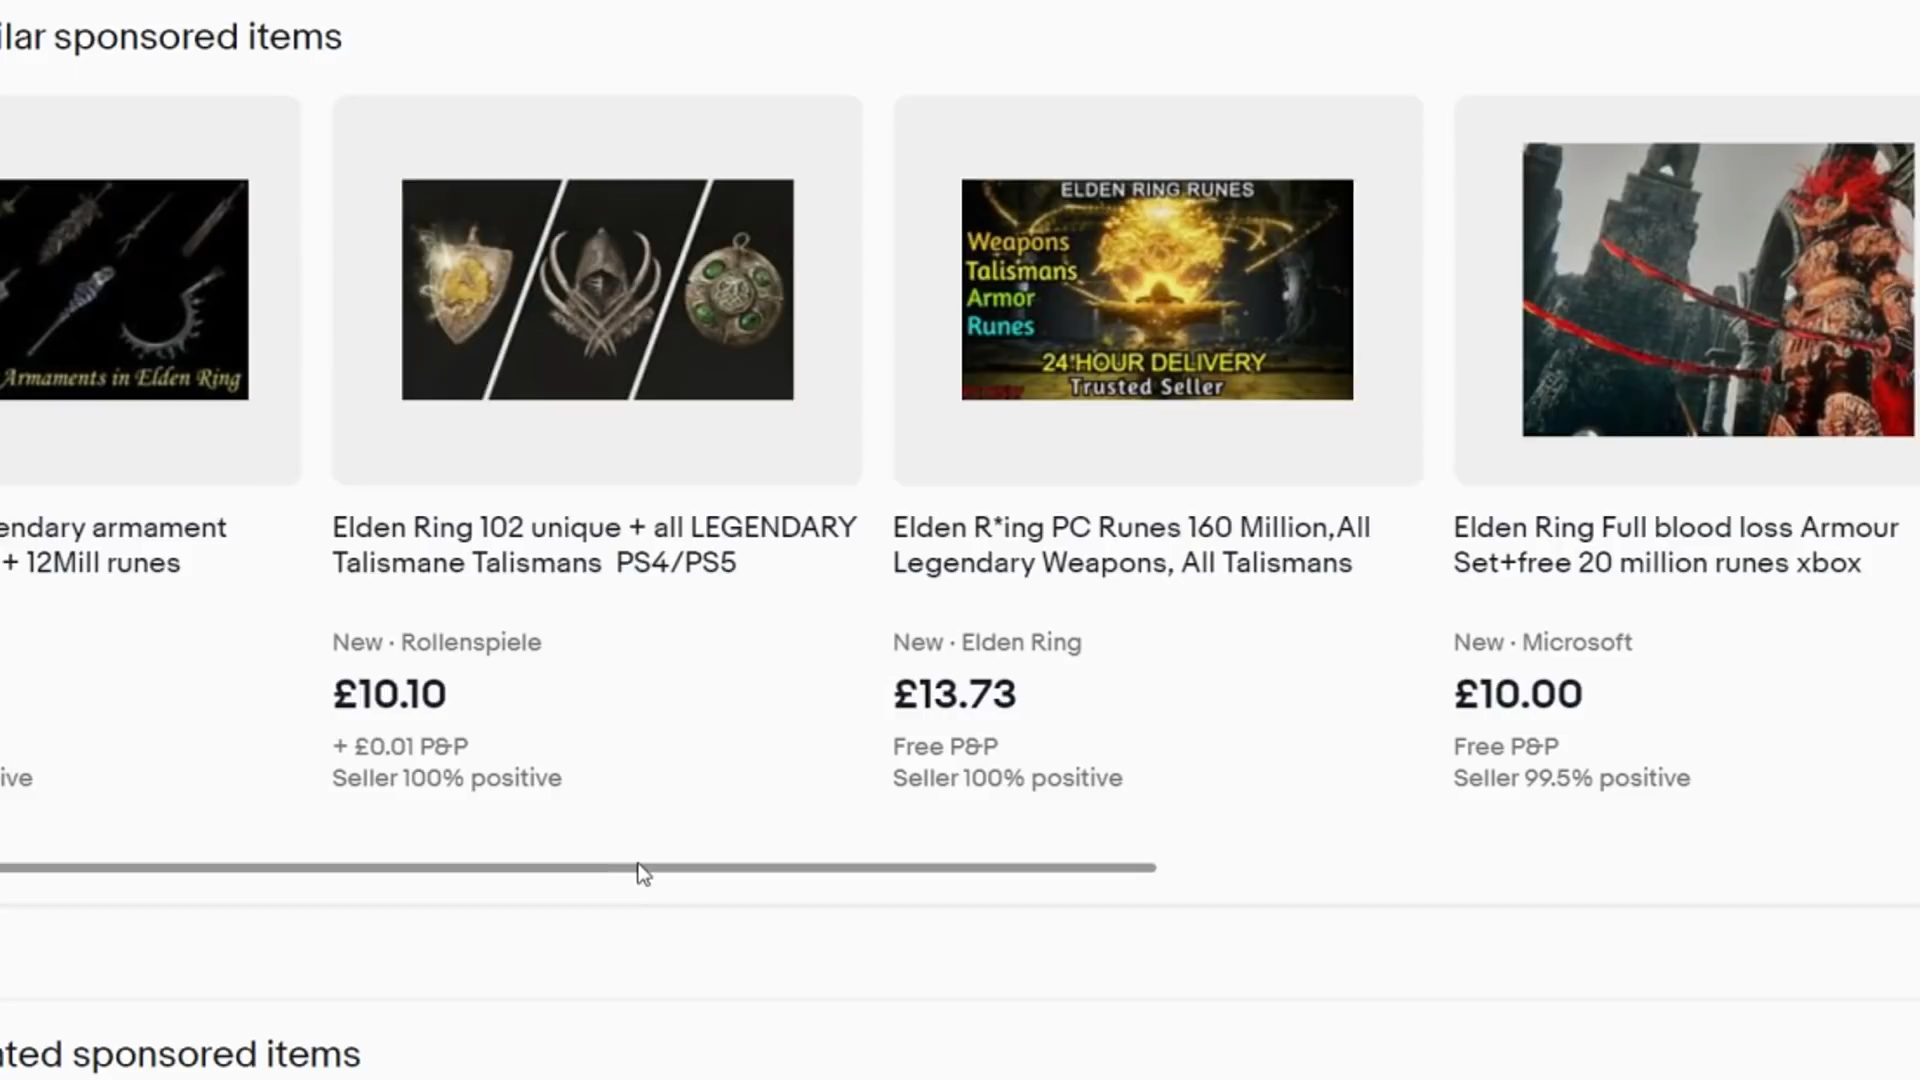 ilar sponsored items
Armaments in Elden Ring
ELDEN RING RUNES
Weapons
Talismans
Armor
Runes
24 HOUR DELIVERY
Trusted Seller
endary armament
+ 12Mill runes
ive
Elden Ring 102 unique + all LEGENDARY
Talismane Talismans PS4/PS5
New · Rollenspiele
£10.10
+ £0.01 P&P
Seller 100% positive
Elden R*ing PC Runes 160 Million,All
Legendary Weapons, All Talismans
New · Elden Ring
£13.73
Free P&P
Seller 100% positive
Elden Ring Full blood loss Armour
Set+free 20 million runes xbox
New · Microsoft
£10.00
Free P&P
Seller 99.5% positive
ated sponsored items